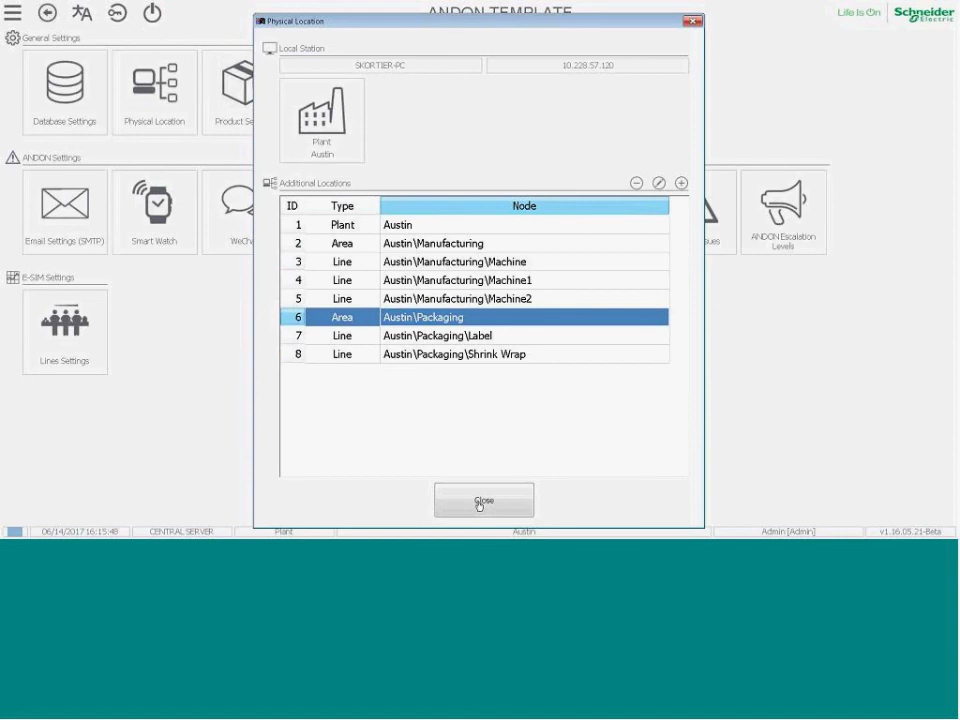 ANDON TEMPLATE
Life Is On
Schneider
Electric
General Settings
Database Settings
Physical Location
Product Se
ANDON Settings
Email Settings (SMTP)
Smart Watch
WeCh
sues
ANDON Escalation
Levels
E-SIM Settings
Lines Settings
Physical Location
Local Station
SKORTIER-PC
10.228.57.120
Plant
Austin
Additional Locations
ID Type Node
1 Plant Austin
2 Area Austin\Manufacturing
3 Line Austin\Manufacturing\Machine
4 Line Austin\Manufacturing\Machine1
5 Line Austin\Manufacturing\Machine2
6 Area Austin\Packaging
7 Line Austin\Packaging\Label
8 Line Austin\Packaging\Shrink Wrap
Close
06/14/2017 16:15:48 CENTRAL SERVER Plant Austin Admin [Admin] v1.16.05.21-Beta